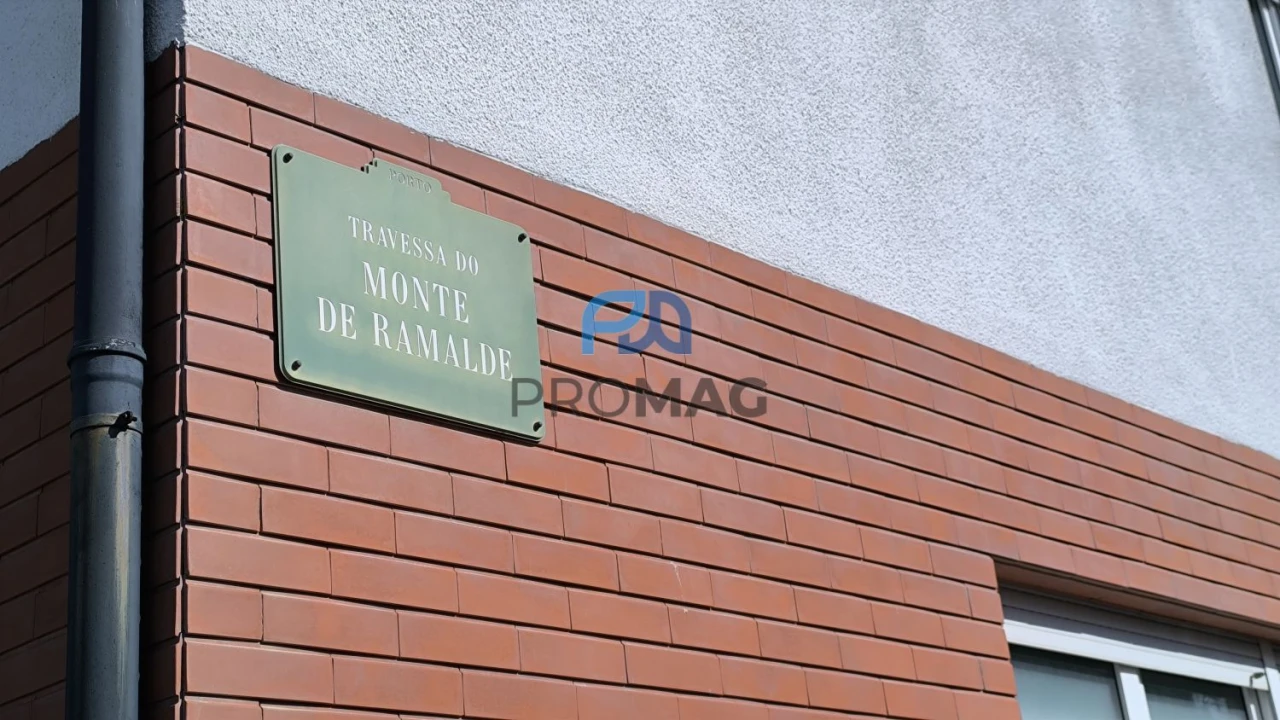 PORTO
TRAVESSA DO
MONTE
DE RAMALDE
PROMAG